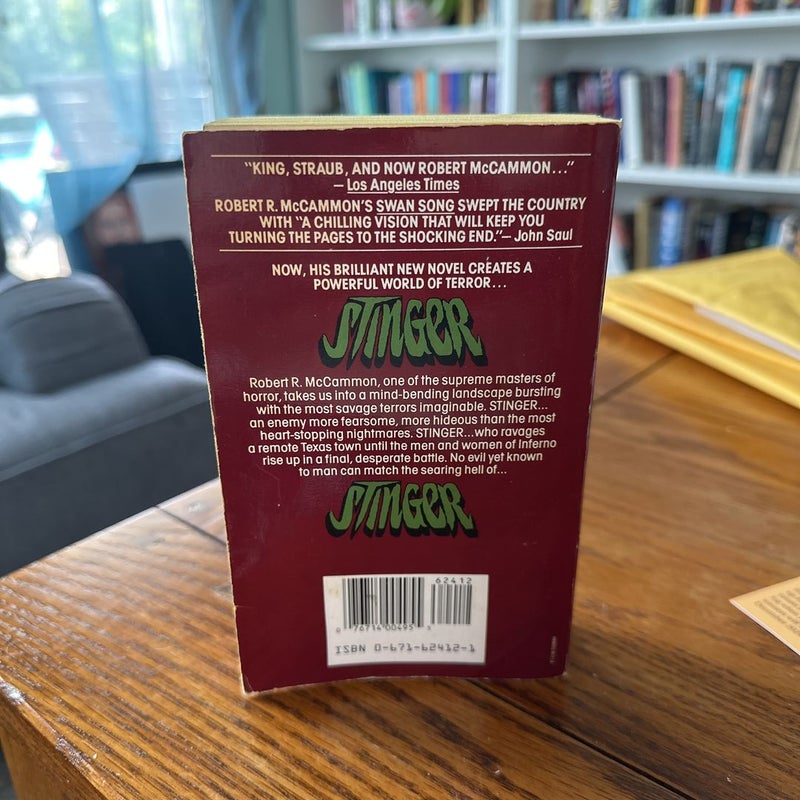 "KING, STRAUB, AND NOW ROBERT McCAMMON..."
— Los Angeles Times
ROBERT R. McCAMMON'S SWAN SONG SWEPT THE COUNTRY
WITH "A CHILLING VISION THAT WILL KEEP YOU
TURNING THE PAGES TO THE SHOCKING END."— John Saul
NOW, HIS BRILLIANT NEW NOVEL CREATES A
POWERFUL WORLD OF TERROR...
STINGER
Robert R. McCammon, one of the supreme masters of
horror, takes us into a mind-bending landscape bursting
with the most savage terrors imaginable. STINGER...
an enemy more fearsome, more hideous than the most
heart-stopping nightmares. STINGER...who ravages
a remote Texas town until the men and women of Inferno
rise up in a final, desperate battle. No evil yet known
to man can match the searing hell of...
STINGER
62412
0 76714 00495 3
ISBN 0-671-62412-1